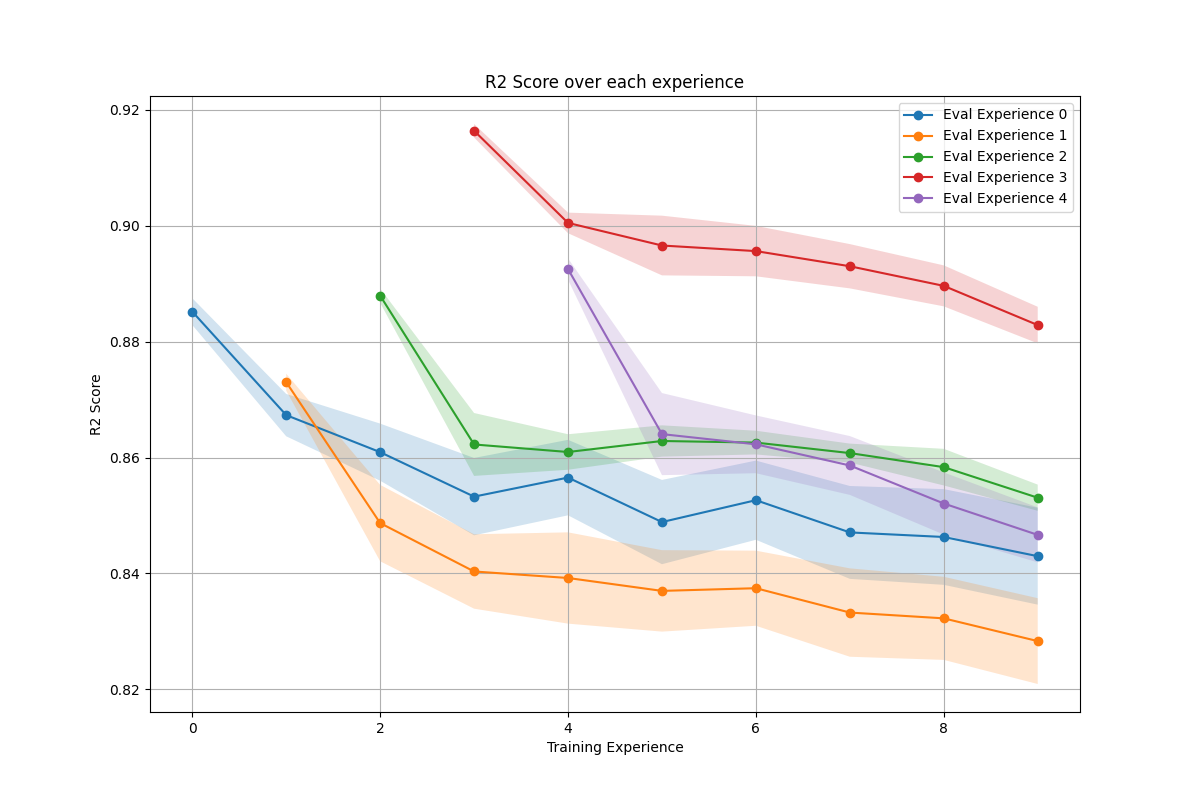 R2 Score over each experience
0.92
0.90
0.88
0.86
0.84
0.82
R2 Score
Eval Experience 0
Eval Experience 1
Eval Experience 2
Eval Experience 3
Eval Experience 4
0 2 4 6 8
Training Experience